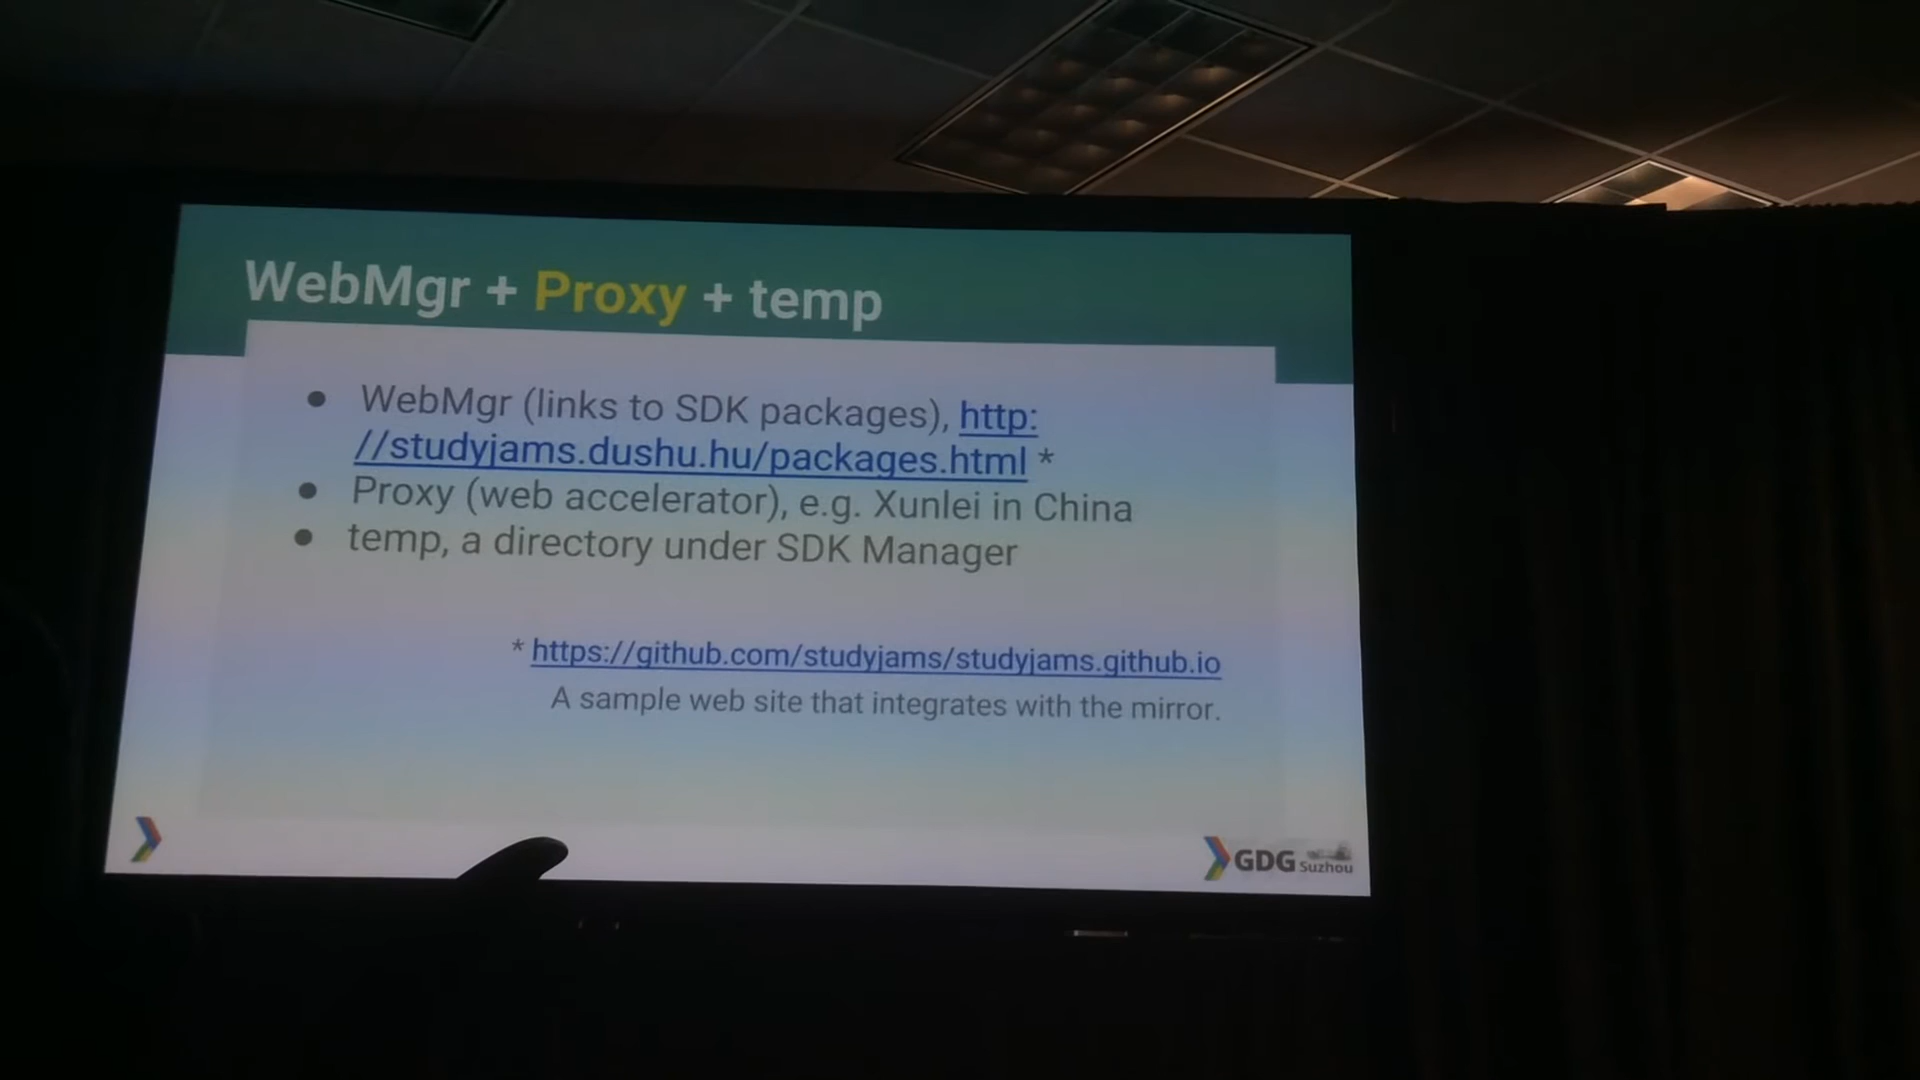 WebMgr + Proxy + temp
● WebMgr (links to SDK packages), http:
//studyjams.dushu.hu/packages.html *
● Proxy (web accelerator), e.g. Xunlei in China
● temp, a directory under SDK Manager
* https://github.com/studyjams/studyjams.github.io
A sample web site that integrates with the mirror.
GDG Suzhou